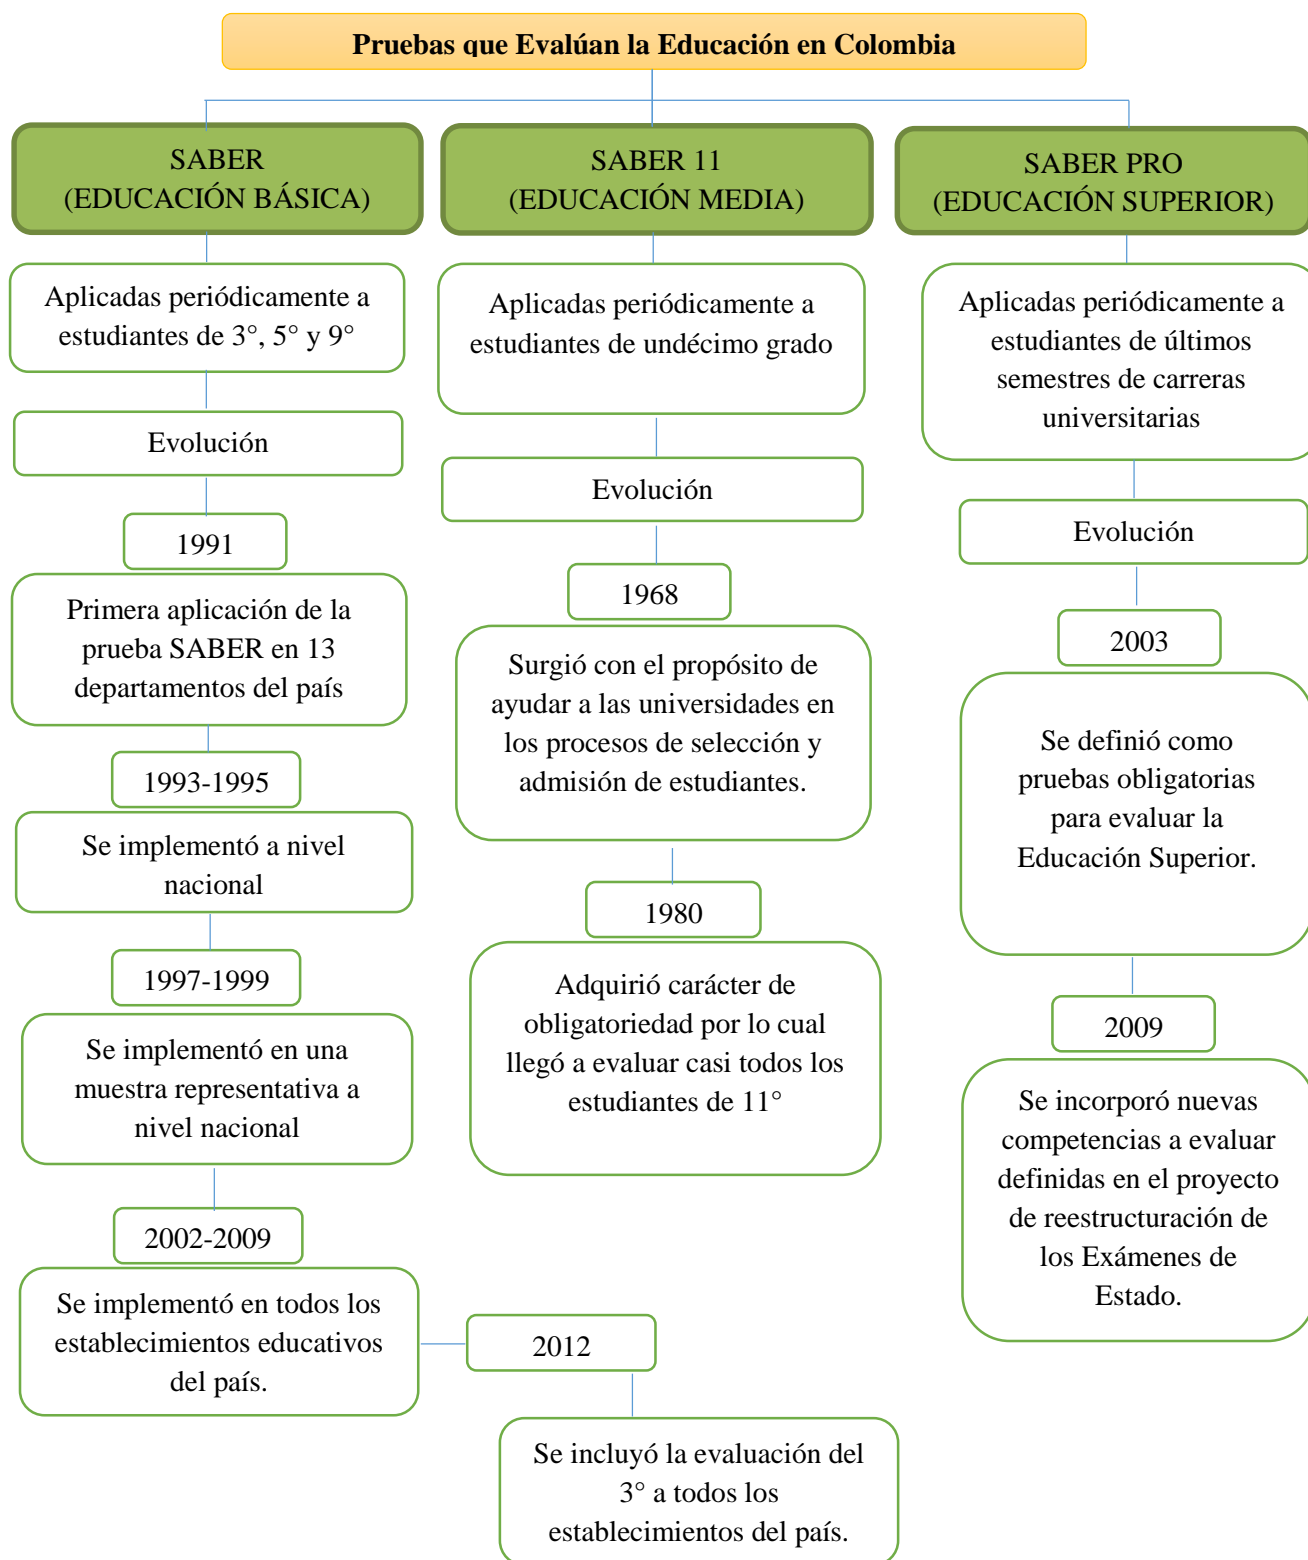 Pruebas que Evalúan la Educación en Colombia
SABER
(EDUCACIÓN BÁSICA)
Aplicadas periódicamente a
estudiantes de 3°, 5° y 9°
Evolución
1991
Primera aplicación de la
prueba SABER en 13
departamentos del país
1993-1995
Se implementó a nivel
nacional
1997-1999
Se implementó en una
muestra representativa a
nivel nacional
2002-2009
Se implementó en todos los
establecimientos educativos
del país.
2012
Se incluyó la evaluación del
3° a todos los
establecimientos del país.
SABER 11
(EDUCACIÓN MEDIA)
Aplicadas periódicamente a
estudiantes de undécimo grado
Evolución
1968
Surgió con el propósito de
ayudar a las universidades en
los procesos de selección y
admisión de estudiantes.
1980
Adquirió carácter de
obligatoriedad por lo cual
llegó a evaluar casi todos los
estudiantes de 11°
SABER PRO
(EDUCACIÓN SUPERIOR)
Aplicadas periódicamente a
estudiantes de últimos
semestres de carreras
universitarias
Evolución
2003
Se definió como
pruebas obligatorias
para evaluar la
Educación Superior.
2009
Se incorporó nuevas
competencias a evaluar
definidas en el proyecto
de reestructuración de
los Exámenes de
Estado.